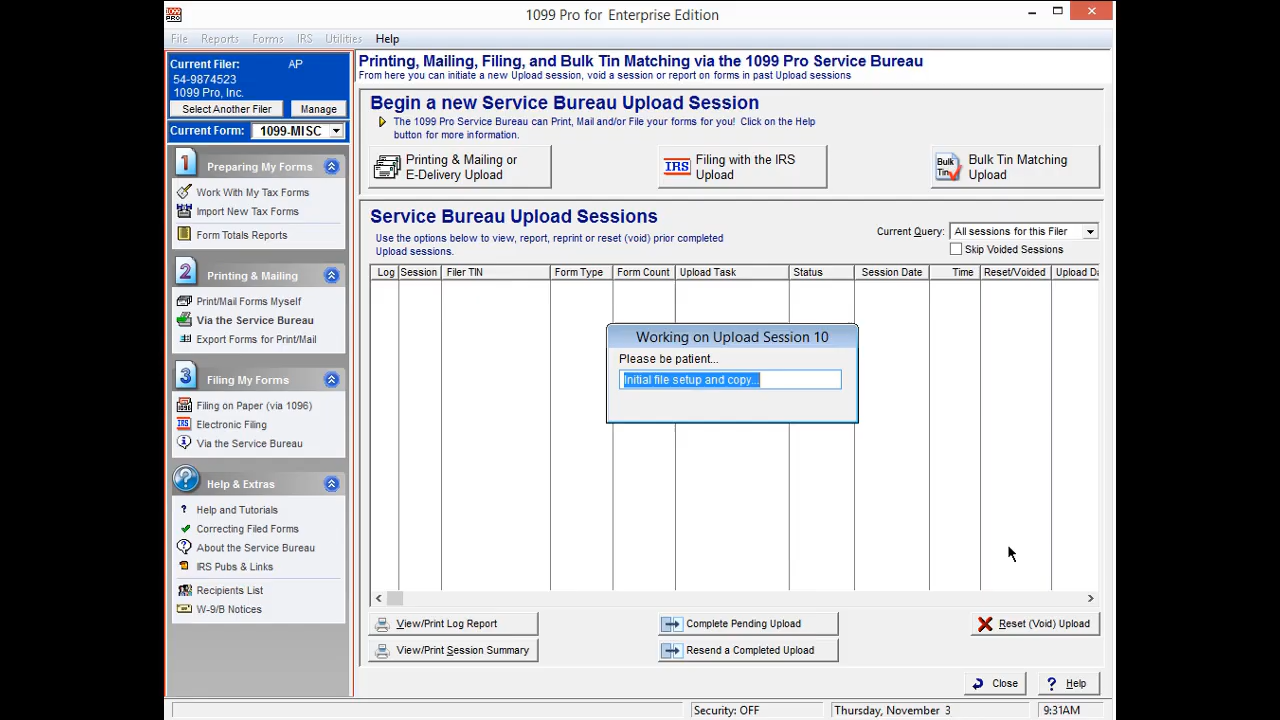 1099 PRO
1099 Pro for Enterprise Edition
File Reports Forms IRS Utilities Help
Current Filer: AP
54-9874523
1099 Pro, Inc.
Select Another Filer Manage
Current Form: 1099-MISC
1 Preparing My Forms
Work With My Tax Forms
Import New Tax Forms
Form Totals Reports
2 Printing & Mailing
Print/Mail Forms Myself
Via the Service Bureau
Export Forms for Print/Mail
3 Filing My Forms
Filing on Paper (via 1096)
IRS Electronic Filing
Via the Service Bureau
? Help & Extras
? Help and Tutorials
Correcting Filed Forms
? About the Service Bureau
IRS Pubs & Links
Recipients List
W-9/B Notices
Printing, Mailing, Filing, and Bulk Tin Matching via the 1099 Pro Service Bureau
From here you can initiate a new Upload session, void a session or report on forms in past Upload sessions
Begin a new Service Bureau Upload Session
The 1099 Pro Service Bureau can Print, Mail and/or File your forms for you! Click on the Help
button for more information.
Printing & Mailing or
E-Delivery Upload
IRS Filing with the IRS
Upload
Bulk Tin Bulk Tin Matching
Upload
Service Bureau Upload Sessions
Use the options below to view, report, reprint or reset (void) prior completed
Upload sessions.
Current Query: All sessions for this Filer
Skip Voided Sessions
Log Session Filer TIN Form Type Form Count Upload Task Status Session Date Time Reset/Voided Upload Da
Working on Upload Session 10
Please be patient...
Initial file setup and copy...
View/Print Log Report Complete Pending Upload Reset (Void) Upload
View/Print Session Summary Resend a Completed Upload
Close ? Help
Security: OFF Thursday, November 3 9:31AM